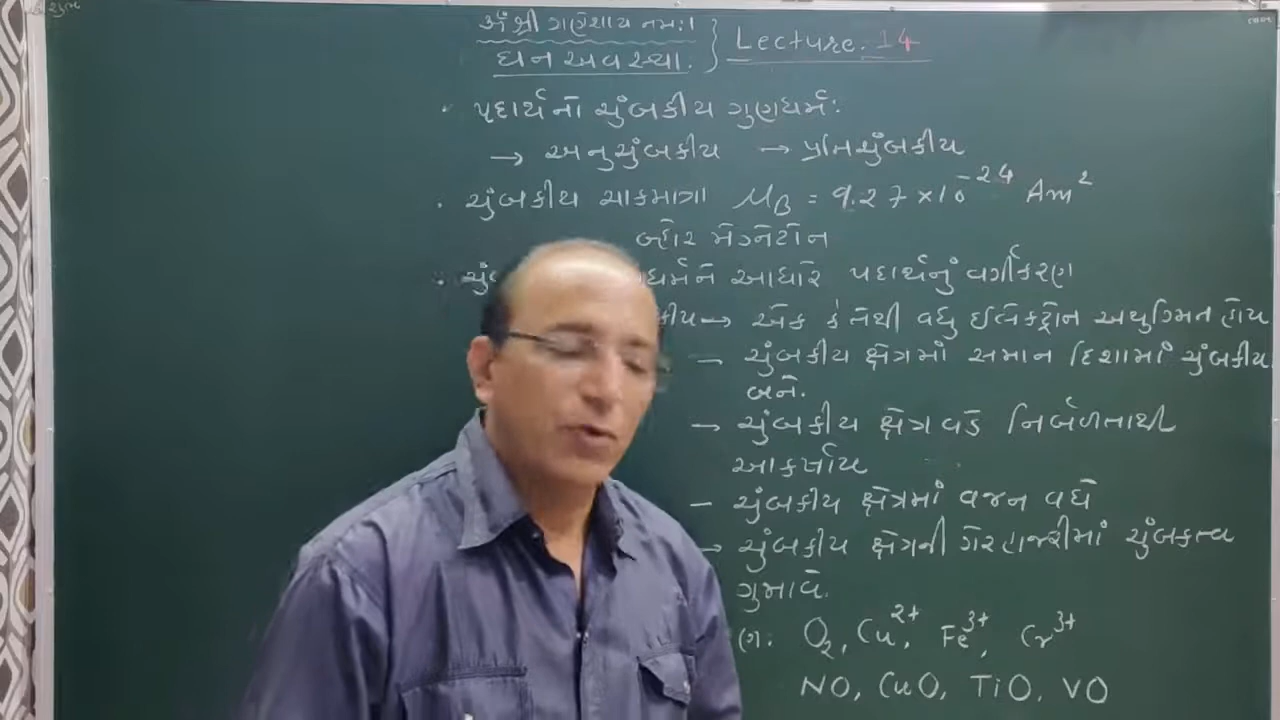 ૐ શ્રી ગણેશાય નમઃ।
ઘન અવસ્થા. } Lecture. 14
• પદાર્થના ચુંબકીય ગુણધર્મ:
→ અનુચુંબકીય → પ્રતિચુંબકીય
• ચુંબકીય ચાકમાત્રા μB = 9.27 × 10⁻²⁴ Am²
બ્હોર મેગ્નેટોન
આધારે પદાર્થનું વર્ગીકરણ
→ એક કે તેથી વધુ ઈલેક્ટ્રોન અયુગ્મિત હોય
– ચુંબકીય ક્ષેત્રમાં સમાન દિશામાં ચુંબકીય
બને.
→ ચુંબકીય ક્ષેત્ર વડે નિર્બળતાથી
આકર્ષાય
– ચુંબકીય ક્ષેત્રમાં વજન વધે
→ ચુંબકીય ક્ષેત્રની ગેરહાજરીમાં ચુંબકત્વ
ગુમાવે.
O₂, Cu²⁺, Fe³⁺, Cr³⁺
NO, CuO, TiO, VO